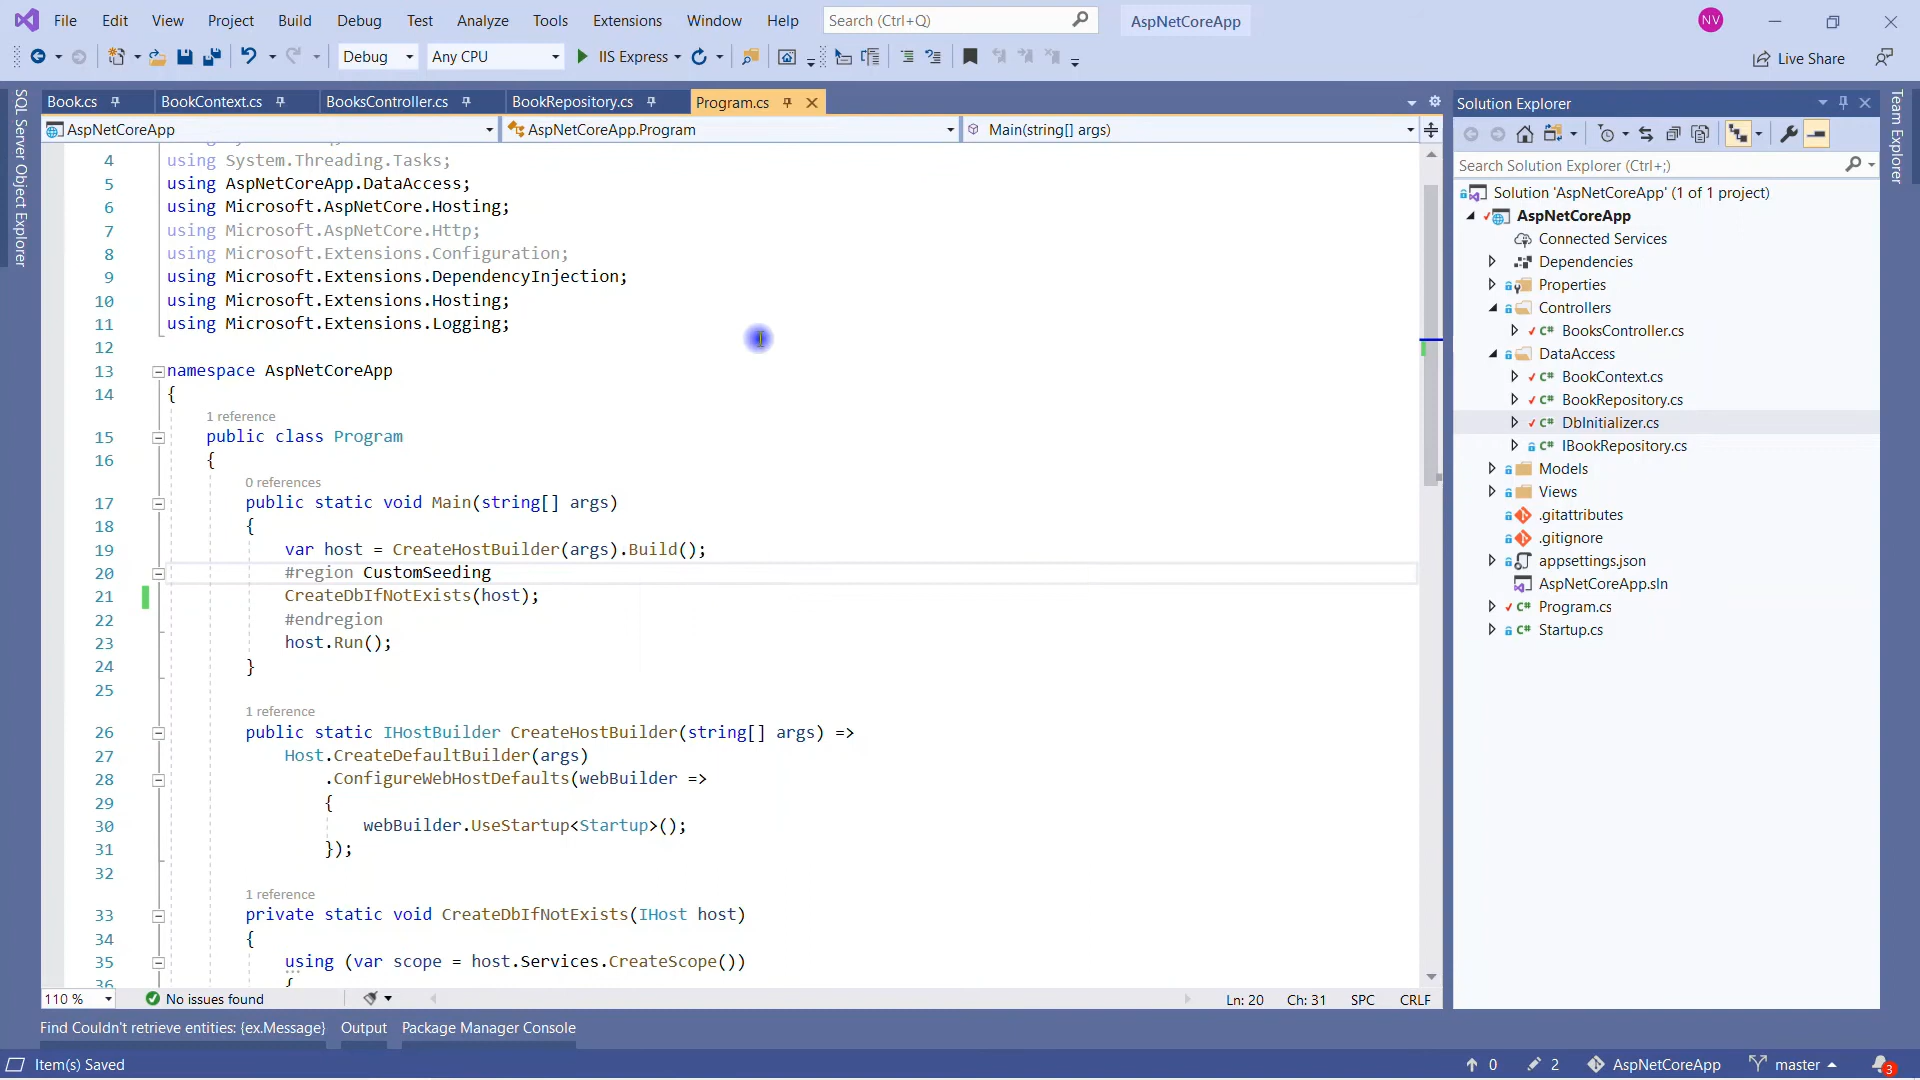 File Edit View Project Build Debug Test Analyze Tools Extensions Window Help Search (Ctrl+Q) AspNetCoreApp NV
Debug Any CPU IIS Express Live Share
SQL Server Object Explorer
Book.cs BookContext.cs BooksController.cs BookRepository.cs Program.cs
AspNetCoreApp AspNetCoreApp.Program Main(string[] args)
4 using System.Threading.Tasks;
5 using AspNetCoreApp.DataAccess;
6 using Microsoft.AspNetCore.Hosting;
7 using Microsoft.AspNetCore.Http;
8 using Microsoft.Extensions.Configuration;
9 using Microsoft.Extensions.DependencyInjection;
10 using Microsoft.Extensions.Hosting;
11 using Microsoft.Extensions.Logging;
12
13 namespace AspNetCoreApp
14 {
1 reference
15 public class Program
16 {
0 references
17 public static void Main(string[] args)
18 {
19 var host = CreateHostBuilder(args).Build();
20 #region CustomSeeding
21 CreateDbIfNotExists(host);
22 #endregion
23 host.Run();
24 }
25
1 reference
26 public static IHostBuilder CreateHostBuilder(string[] args) =>
27 Host.CreateDefaultBuilder(args)
28 .ConfigureWebHostDefaults(webBuilder =>
29 {
30 webBuilder.UseStartup<Startup>();
31 });
32
1 reference
33 private static void CreateDbIfNotExists(IHost host)
34 {
35 using (var scope = host.Services.CreateScope())
36 {
110 % No issues found Ln: 20 Ch: 31 SPC CRLF
Solution Explorer
Search Solution Explorer (Ctrl+;)
Solution 'AspNetCoreApp' (1 of 1 project)
AspNetCoreApp
Connected Services
Dependencies
Properties
Controllers
C# BooksController.cs
DataAccess
C# BookContext.cs
C# BookRepository.cs
C# DbInitializer.cs
C# IBookRepository.cs
Models
Views
.gitattributes
.gitignore
appsettings.json
AspNetCoreApp.sln
C# Program.cs
C# Startup.cs
Team Explorer
Find Couldn't retrieve entities: {ex.Message} Output Package Manager Console
Item(s) Saved 0 2 AspNetCoreApp master 3